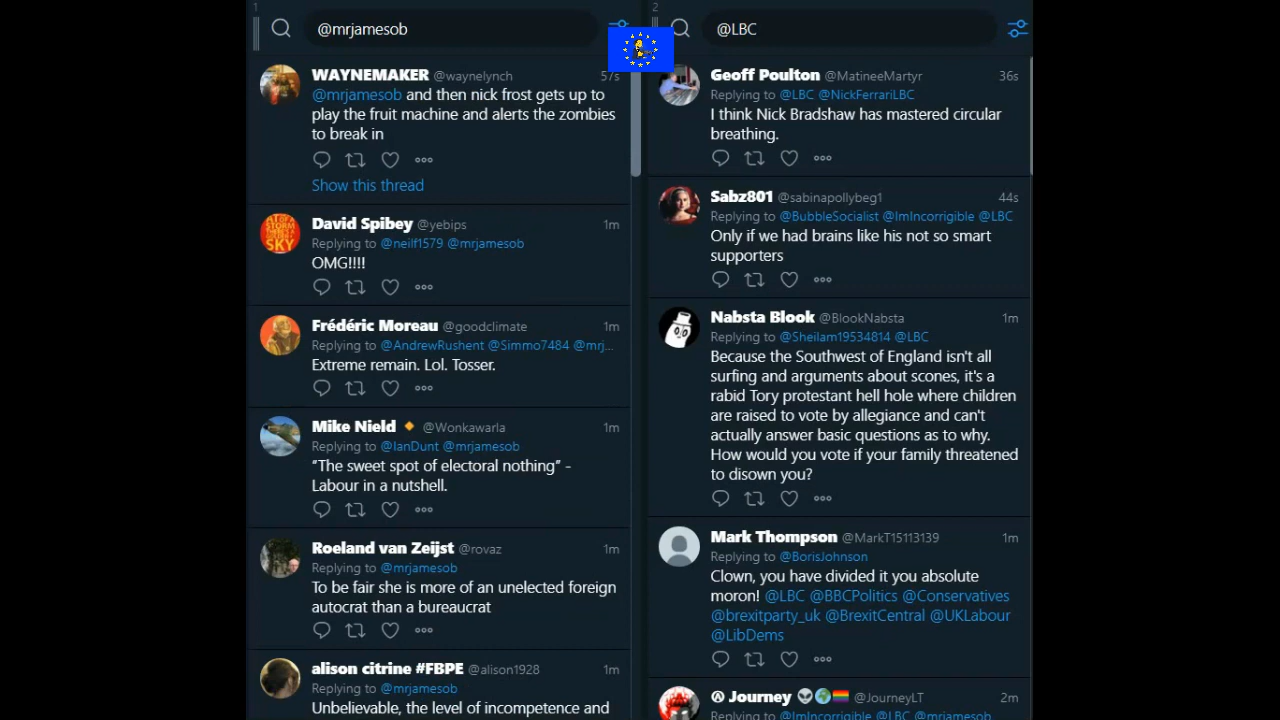 1
@mrjamesob
WAYNEMAKER @waynelynch 57s
@mrjamesob and then nick frost gets up to
play the fruit machine and alerts the zombies
to break in
Show this thread
David Spibey @yebips 1m
Replying to @neilf1579 @mrjamesob
OMG!!!!
Frédéric Moreau @goodclimate 1m
Replying to @AndrewRushent @Simmo7484 @mrj...
Extreme remain. Lol. Tosser.
Mike Nield 🔸 @Wonkawarla 1m
Replying to @IanDunt @mrjamesob
“The sweet spot of electoral nothing” -
Labour in a nutshell.
Roeland van Zeijst @rovaz 1m
Replying to @mrjamesob
To be fair she is more of an unelected foreign
autocrat than a bureaucrat
alison citrine #FBPE @alison1928 1m
Replying to @mrjamesob
Unbelievable, the level of incompetence and
2
@LBC
Geoff Poulton @MatineeMartyr 36s
Replying to @LBC @NickFerrariLBC
I think Nick Bradshaw has mastered circular
breathing.
Sabz801 @sabinapollybeg1 44s
Replying to @BubbleSocialist @ImIncorrigible @LBC
Only if we had brains like his not so smart
supporters
Nabsta Blook @BlookNabsta 1m
Replying to @Sheilam19534814 @LBC
Because the Southwest of England isn't all
surfing and arguments about scones, it's a
rabid Tory protestant hell hole where children
are raised to vote by allegiance and can't
actually answer basic questions as to why.
How would you vote if your family threatened
to disown you?
Mark Thompson @MarkT15113139 1m
Replying to @BorisJohnson
Clown, you have divided it you absolute
moron! @LBC @BBCPolitics @Conservatives
@brexitparty_uk @BrexitCentral @UKLabour
@LibDems
Ⓐ Journey 👽🌍🏳️‍🌈 @JourneyLT 2m
Replying to @ImIncorrigible @LBC @mrjamesob